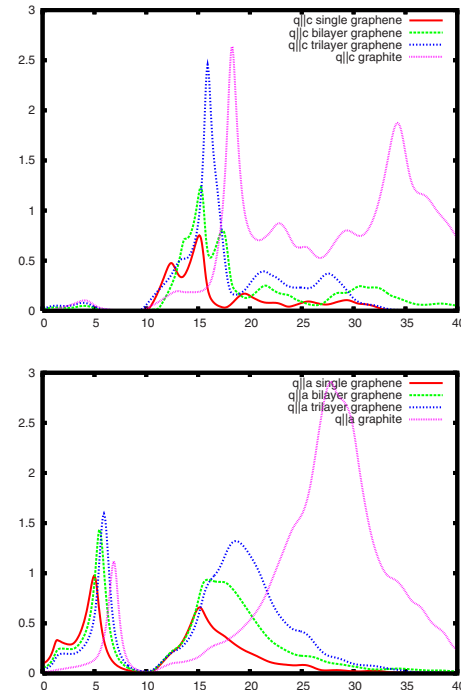 3
2.5
2
1.5
1
0.5
0
0 5 10 15 20 25 30 35 40
q||c single graphene
q||c bilayer graphene
q||c trilayer graphene
q||c graphite
3
2.5
2
1.5
1
0.5
0
0 5 10 15 20 25 30 35 40
q||a single graphene
q||a bilayer graphene
q||a trilayer graphene
q||a graphite